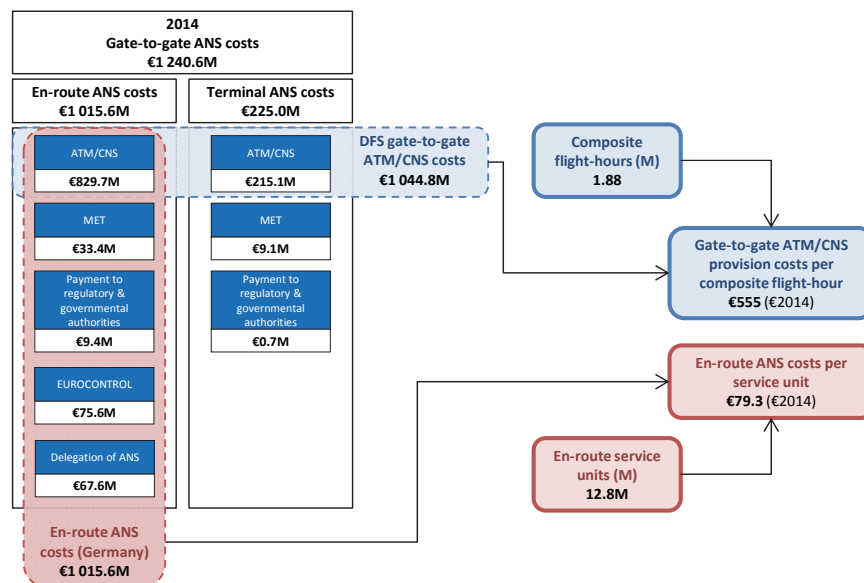 2014
Gate-to-gate ANS costs
€1 240.6M
En-route ANS costs
€1 015.6M
Terminal ANS costs
€225.0M
ATM/CNS
€829.7M
ATM/CNS
€215.1M
DFS gate-to-gate
ATM/CNS costs
€1 044.8M
MET
€33.4M
MET
€9.1M
Payment to
regulatory &
governmental
authorities
€9.4M
Payment to
regulatory &
governmental
authorities
€0.7M
EUROCONTROL
€75.6M
Delegation of ANS
€67.6M
En-route ANS
costs (Germany)
€1 015.6M
Composite
flight-hours (M)
1.88
Gate-to-gate ATM/CNS
provision costs per
composite flight-hour
€555 (€2014)
En-route ANS costs per
service unit
€79.3 (€2014)
En-route service
units (M)
12.8M